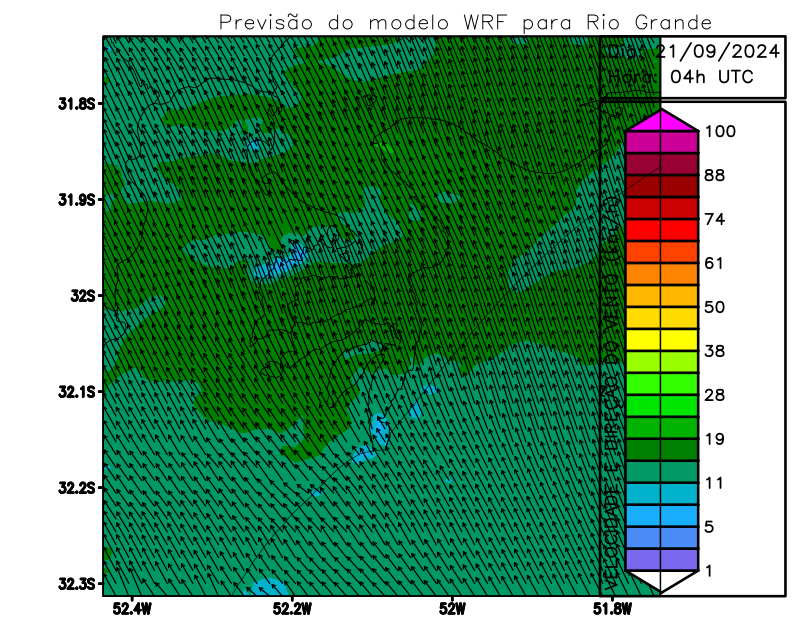 Previsão do modelo WRF para Rio Grande
Dia: 21/09/2024
Hora: 04h UTC
31.8S
31.9S
32S
32.1S
32.2S
32.3S
52.4W
52.2W
52W
51.8W
VELOCIDADE E DIREÇÃO DO VENTO (km/h)
100
88
74
61
50
38
28
19
11
5
1